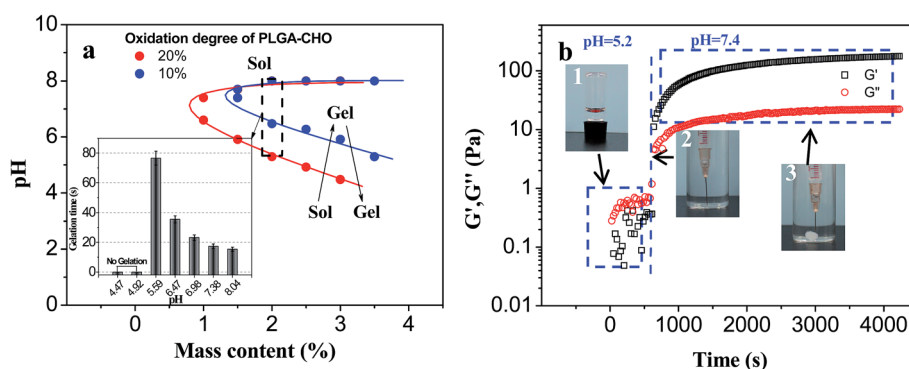 a
Oxidation degree of PLGA-CHO
20%
10%
Sol
Gel
Sol
Gel
pH
10
8
6
4
2
0
0
1
2
3
4
Mass content (%)
Gelation time (s)
80
60
40
20
0
No Gelation
4.47
4.92
5.59
6.47
6.98
7.38
8.04
pH
b
pH=5.2
pH=7.4
1
2
3
G'
G''
G',G'' (Pa)
100
10
1
0.1
0.01
0
1000
2000
3000
4000
Time (s)